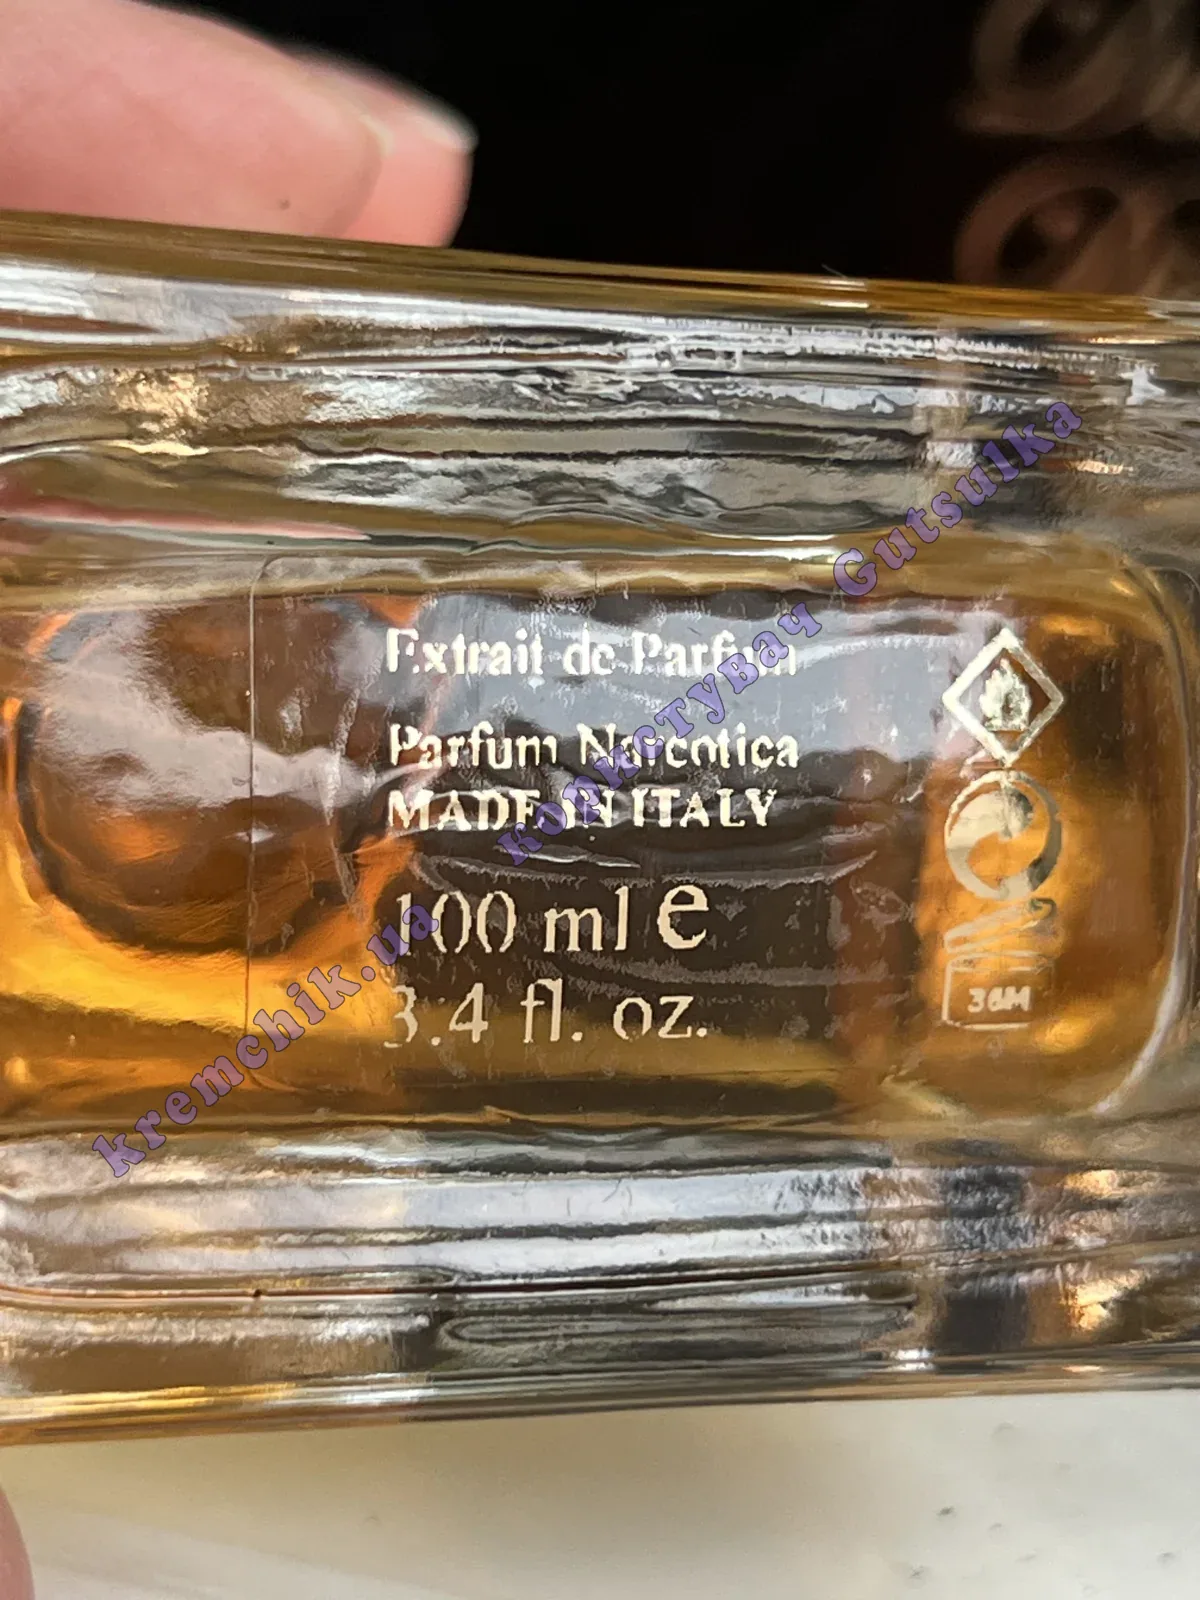 Extrait de Parfum
Parfum Narcotica
MADE IN ITALY
100 ml e
3.4 fl. oz.
36M
kremchik.ua користувач Gutsulka